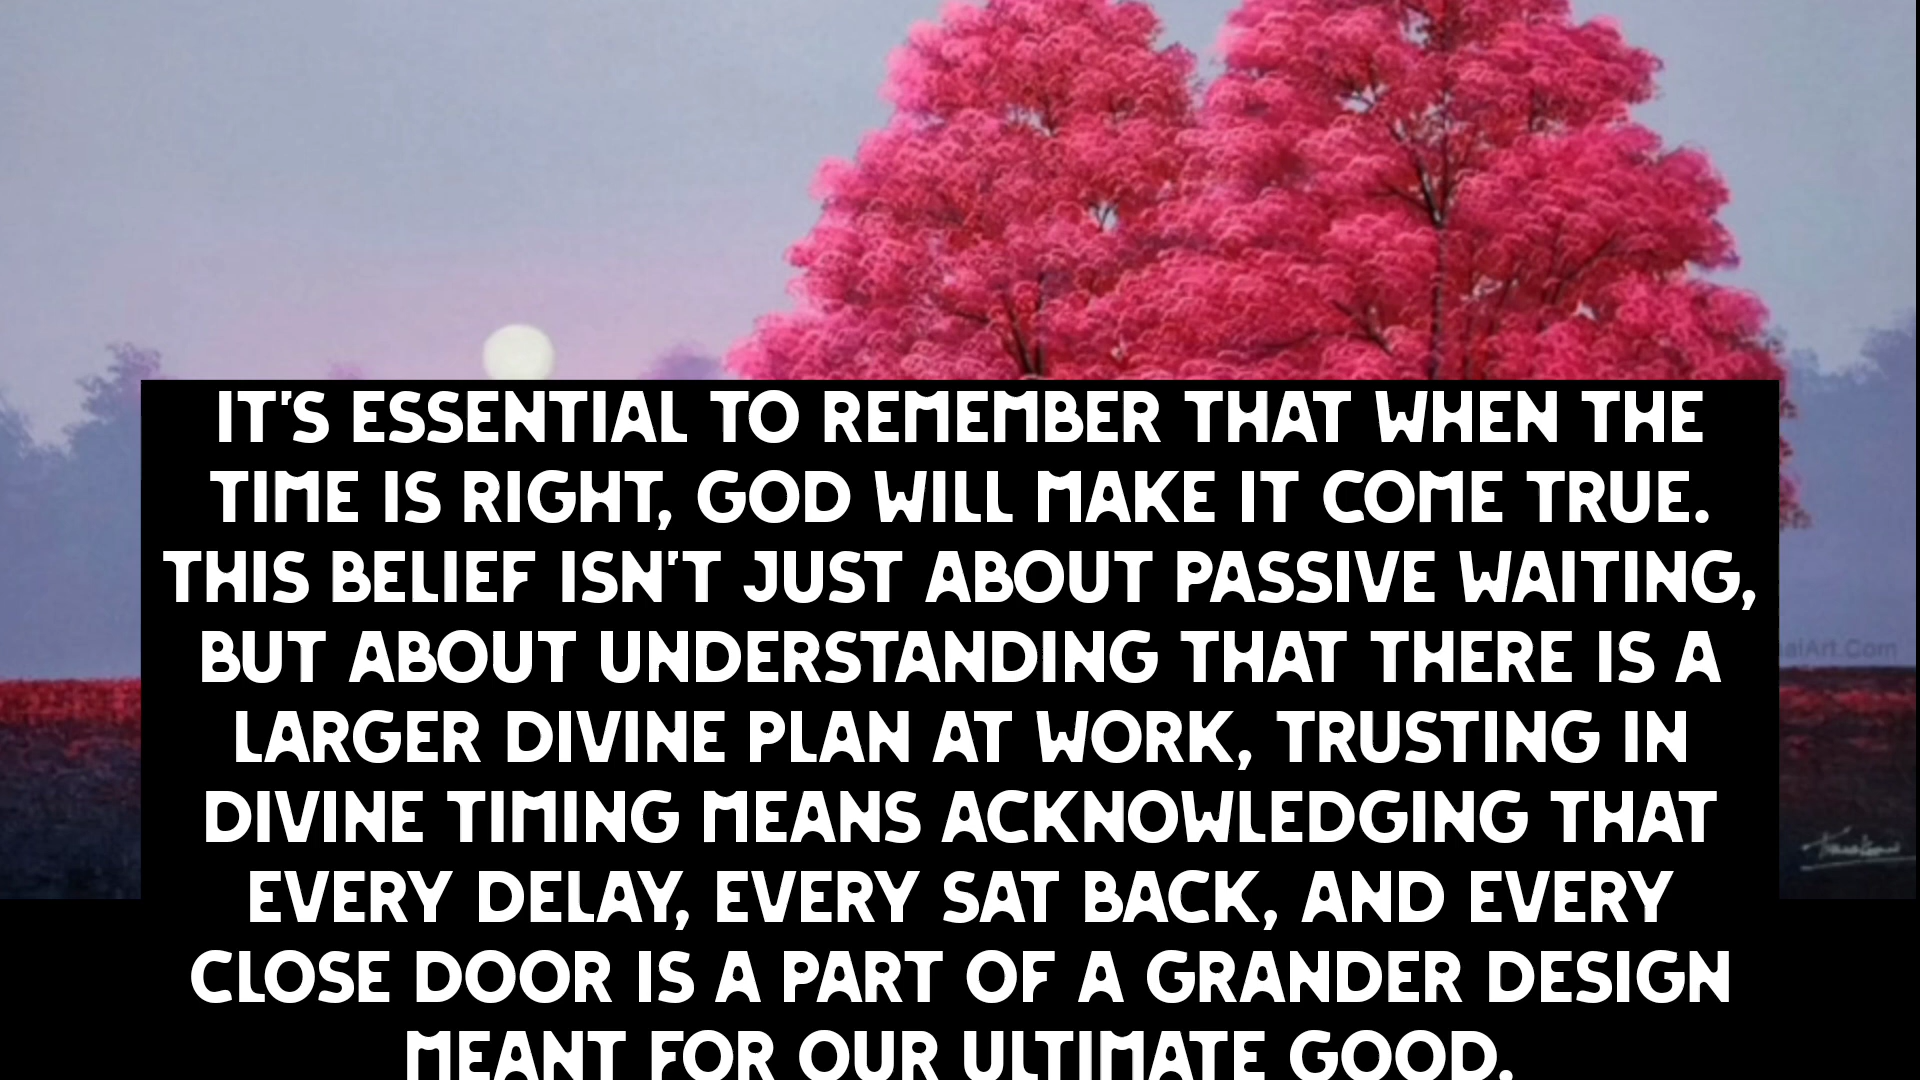 IT'S ESSENTIAL TO REMEMBER THAT WHEN THE
TIME IS RIGHT, GOD WILL MAKE IT COME TRUE.
THIS BELIEF ISN'T JUST ABOUT PASSIVE WAITING,
BUT ABOUT UNDERSTANDING THAT THERE IS A
LARGER DIVINE PLAN AT WORK, TRUSTING IN
DIVINE TIMING MEANS ACKNOWLEDGING THAT
EVERY DELAY, EVERY SAT BACK, AND EVERY
CLOSE DOOR IS A PART OF A GRANDER DESIGN
MEANT FOR OUR ULTIMATE GOOD.